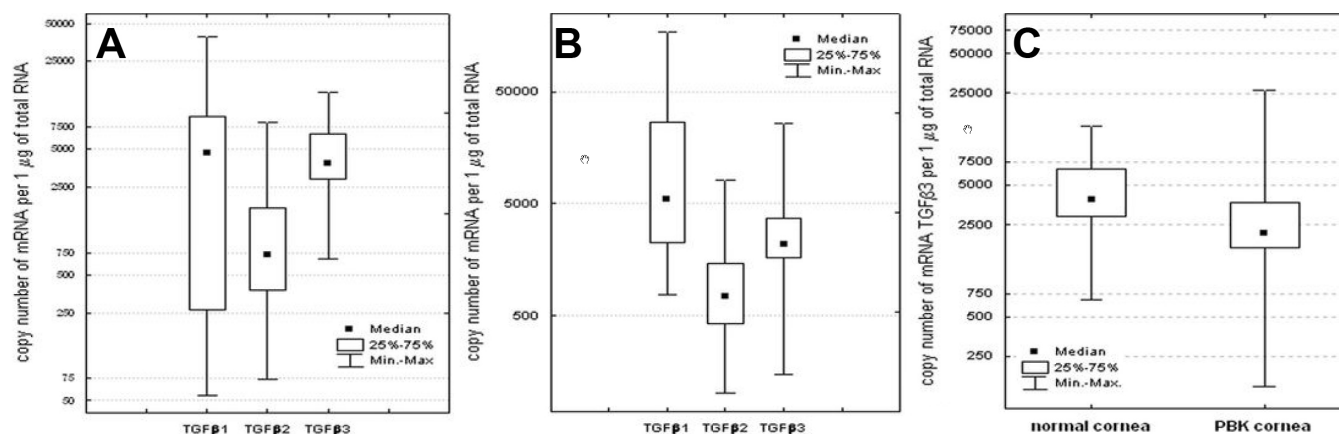 A
copy number of mRNA per 1 μg of total RNA
50000
25000
7500
5000
2500
750
500
250
75
50
Median
25%-75%
Min.-Max
TGFβ1 TGFβ2 TGFβ3
B
copy number of mRNA per 1 μg of total RNA
50000
5000
500
Median
25%-75%
Min.-Max
TGFβ1 TGFβ2 TGFβ3
C
copy number of mRNA TGFβ3 per 1 μg of total RNA
75000
50000
25000
7500
5000
2500
750
500
250
Median
25%-75%
Min.-Max.
normal cornea PBK cornea